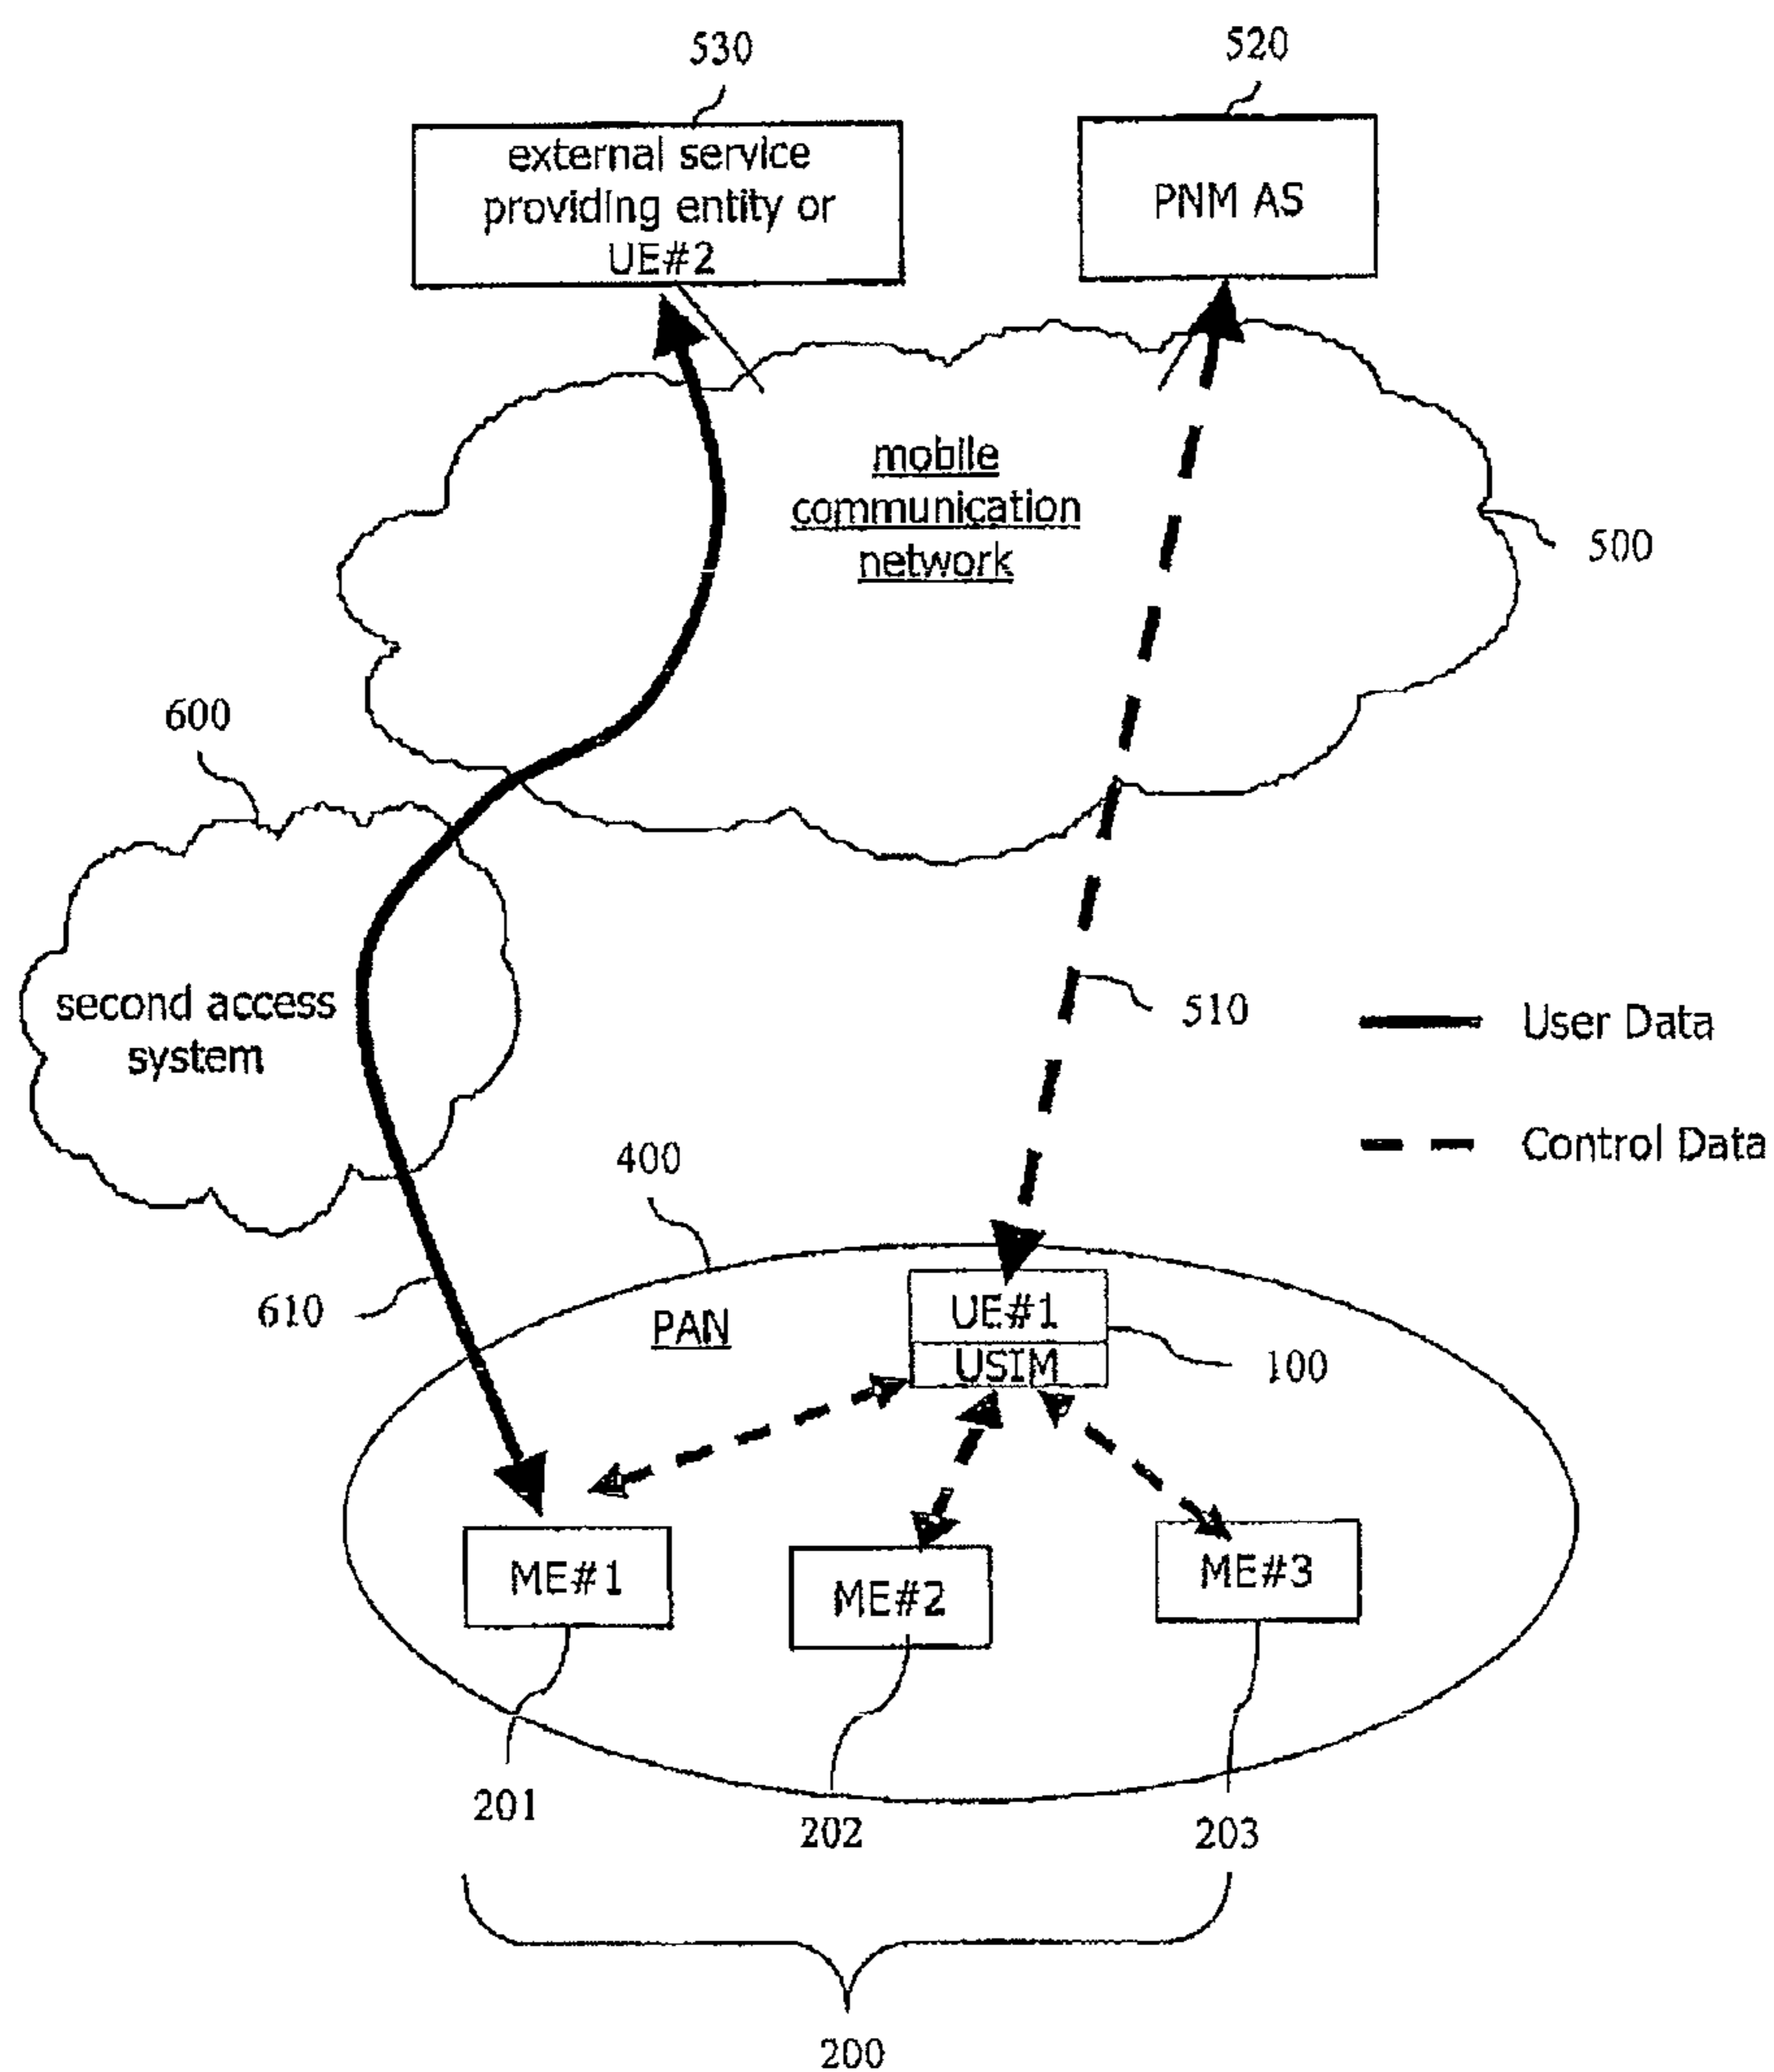 530
520
external service
providing entity or
UE#2
PNM AS
mobile
communication
network
500
600
second access
system
510
User Data
Control Data
400
610
PAN
UE#1
USIM
100
ME#1
ME#2
ME#3
201
202
203
200